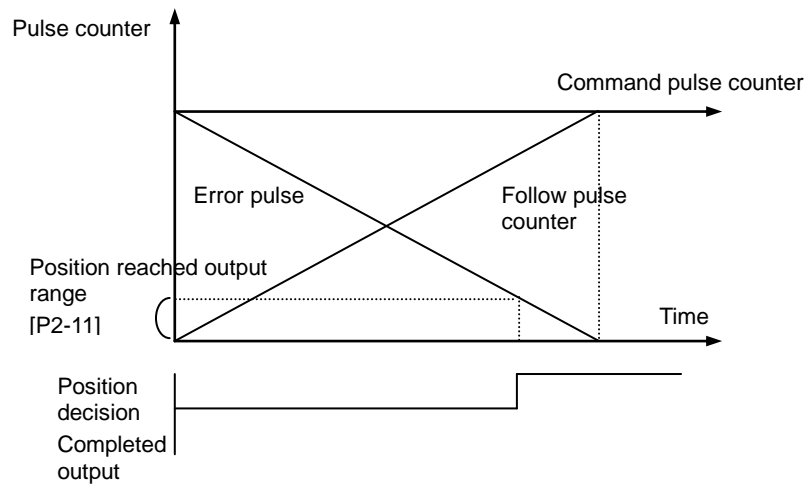 Pulse counter
Command pulse counter
Error pulse
Follow pulse
counter
Position reached output
range
[P2-11]
Time
Position
decision
Completed
output